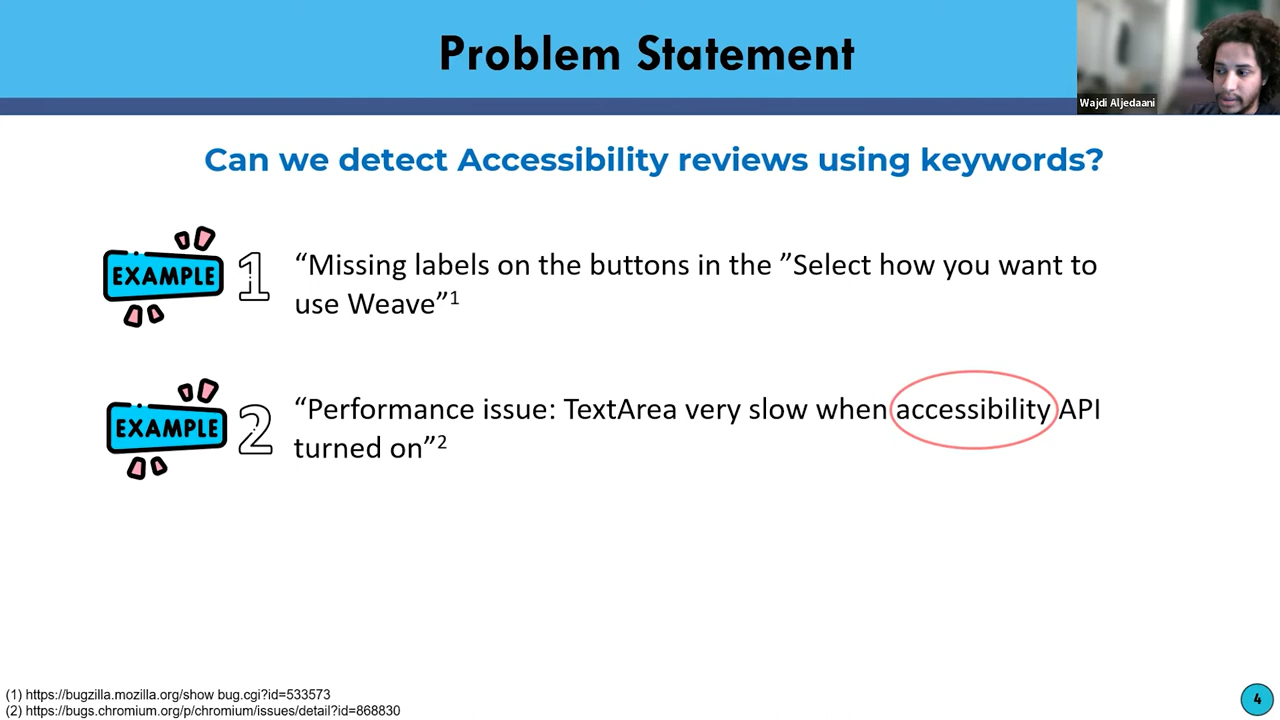 Problem Statement
Wajdi Aljedaani
Can we detect Accessibility reviews using keywords?
EXAMPLE 1 “Missing labels on the buttons in the ”Select how you want to
use Weave”1
EXAMPLE 2 “Performance issue: TextArea very slow when accessibility API
turned on”2
(1) https://bugzilla.mozilla.org/show bug.cgi?id=533573
(2) https://bugs.chromium.org/p/chromium/issues/detail?id=868830
4